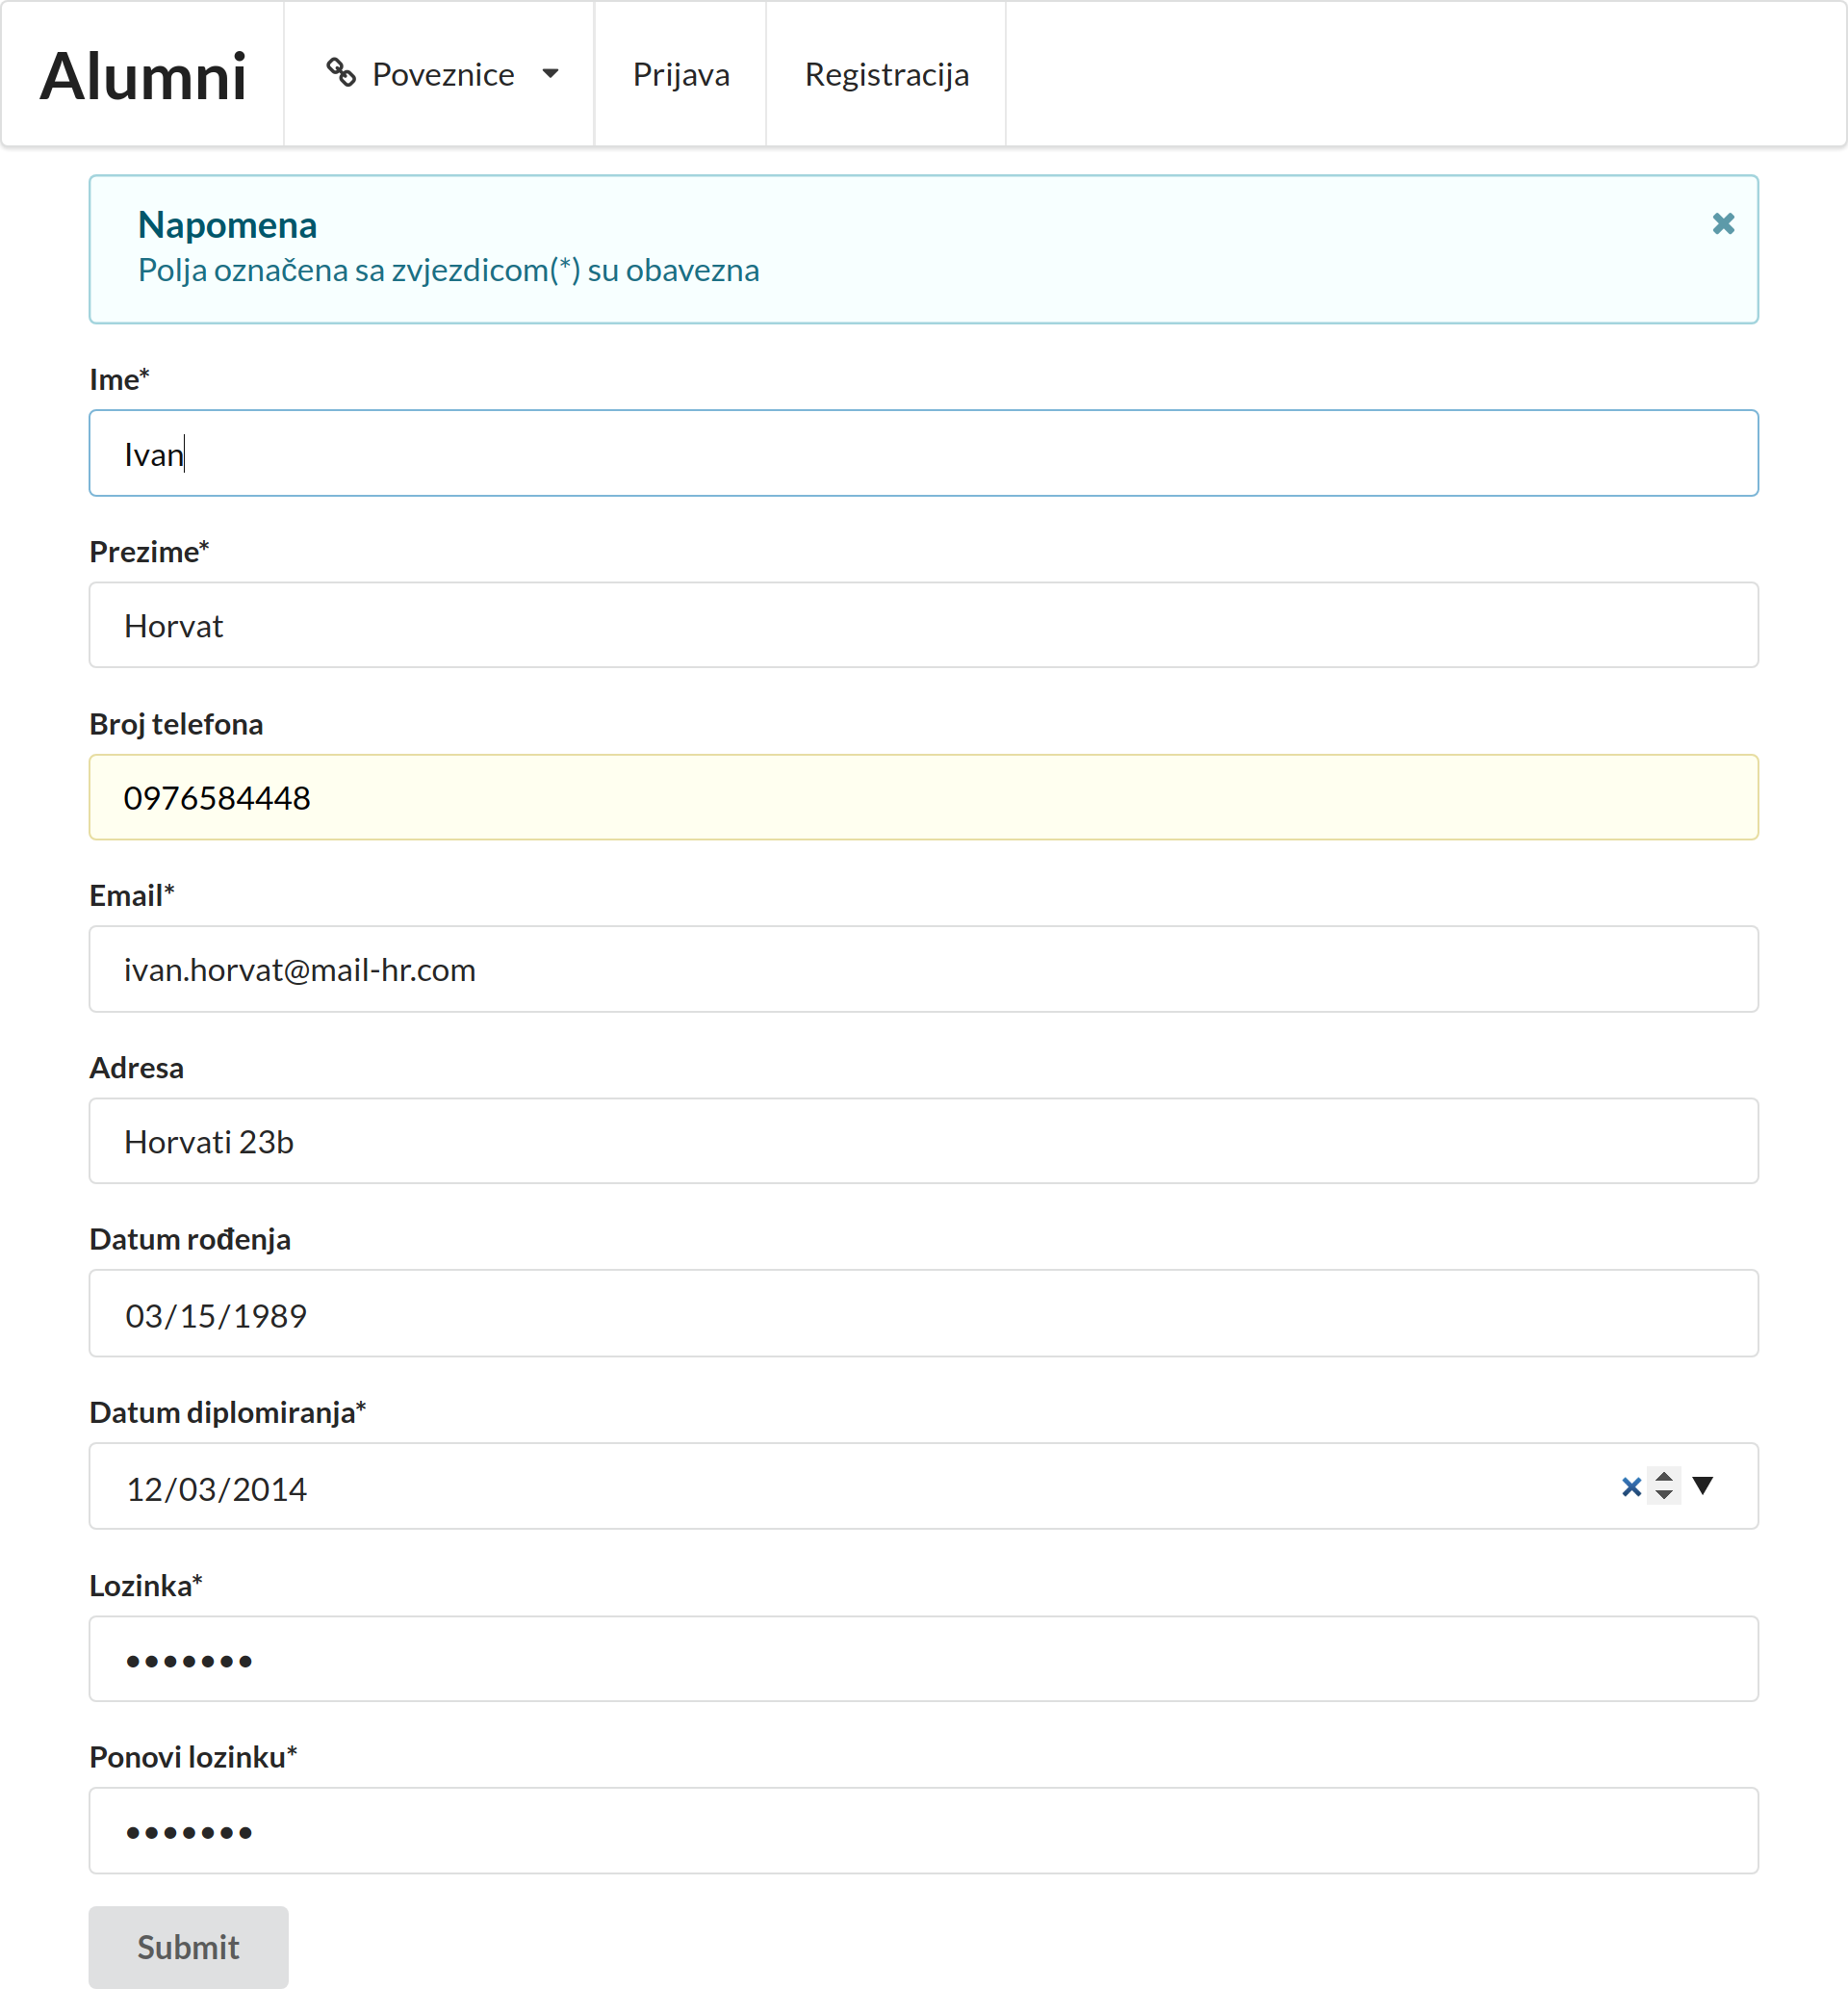 Alumni Poveznice Prijava Registracija
Napomena
Polja označena sa zvjezdicom(*) su obavezna
Ime*
Ivan
Prezime*
Horvat
Broj telefona
0976584448
Email*
ivan.horvat@mail-hr.com
Adresa
Horvati 23b
Datum rođenja
03/15/1989
Datum diplomiranja*
12/03/2014
Lozinka*
•••••••
Ponovi lozinku*
•••••••
Submit